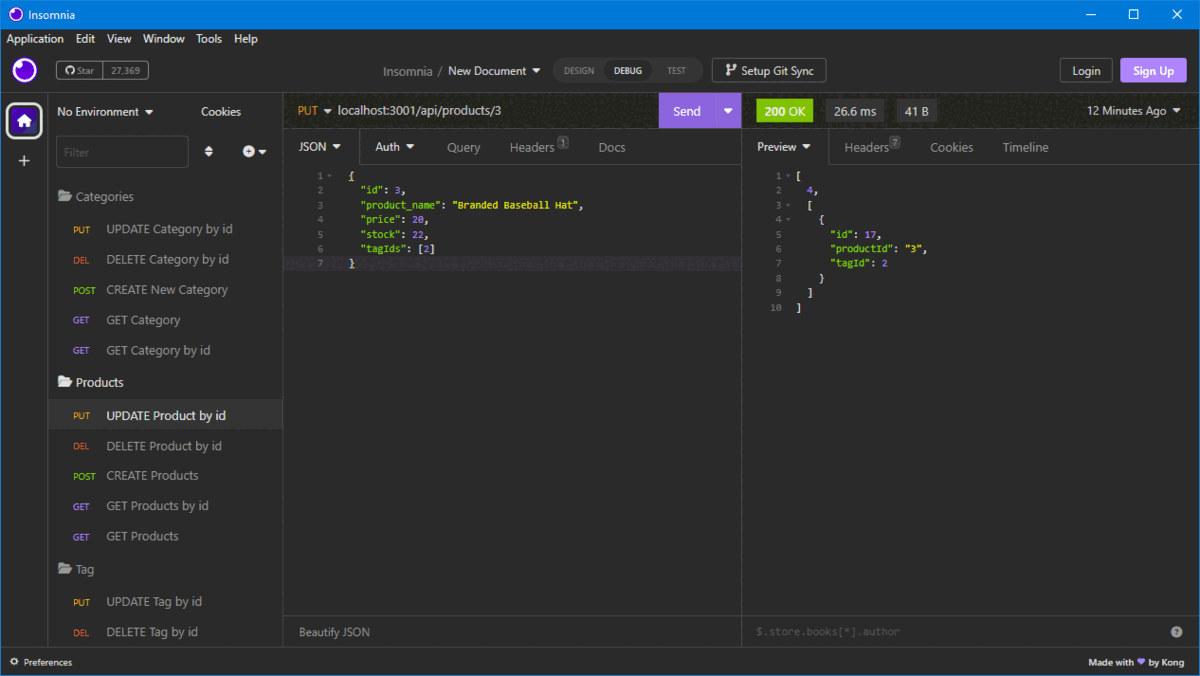 Insomnia
Application Edit View Window Tools Help
Star 27,369
Insomnia / New Document
DESIGN DEBUG TEST
Setup Git Sync
Login Sign Up
No Environment Cookies
Filter
Categories
PUT UPDATE Category by id
DEL DELETE Category by id
POST CREATE New Category
GET GET Category
GET GET Category by id
Products
PUT UPDATE Product by id
DEL DELETE Product by id
POST CREATE Products
GET GET Products by id
GET GET Products
Tag
PUT UPDATE Tag by id
DEL DELETE Tag by id
PUT localhost:3001/api/products/3 Send
JSON Auth Query Headers 1 Docs
1 {
2 "id": 3,
3 "product_name": "Branded Baseball Hat",
4 "price": 20,
5 "stock": 22,
6 "tagIds": [2]
7 }
Beautify JSON
200 OK 26.6 ms 41 B 12 Minutes Ago
Preview Headers 7 Cookies Timeline
1 [
2 4,
3 [
4 {
5 "id": 17,
6 "productId": "3",
7 "tagId": 2
8 }
9 ]
10 ]
$.store.books[*].author ?
Preferences
Made with by Kong